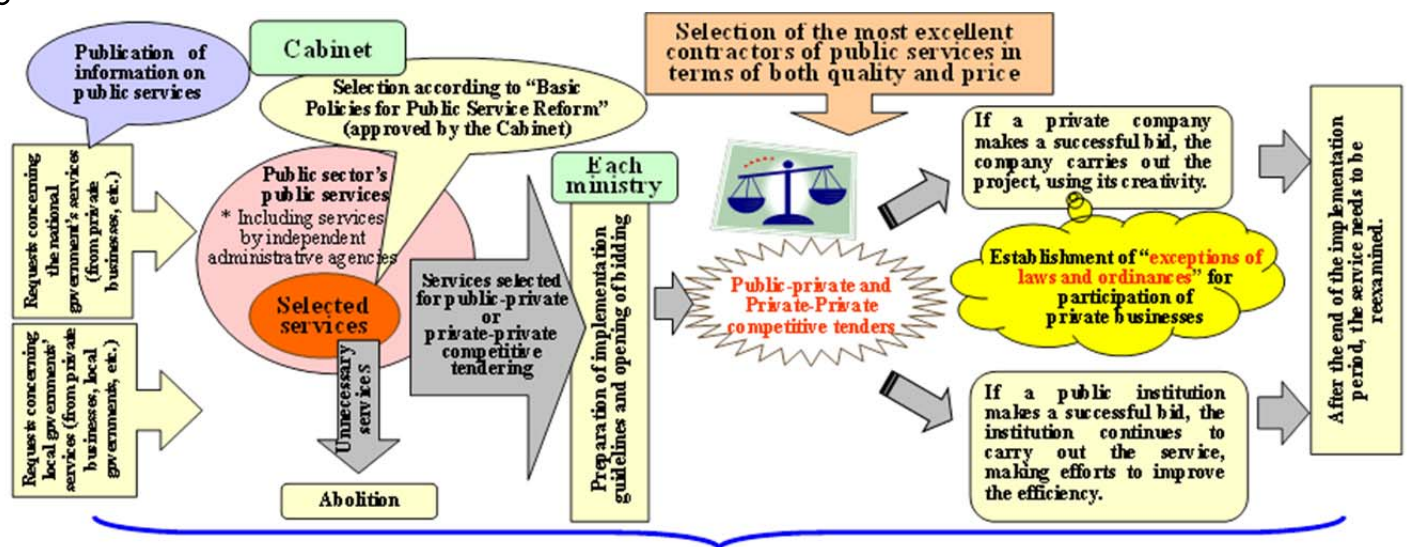 Publication of
information on
public services
Cabinet
Selection according to “Basic
Policies for Public Service Reform”
(approved by the Cabinet)
Selection of the most excellent
contractors of public services in
terms of both quality and price
Requests concerning
the national
government’s services
(from private
businesses, etc.)
Requests concerning
local governments’
services (from private
businesses, local
governments, etc.)
Public sector’s
public services
* Including services
by independent
administrative agencies
Selected
services
Unnecessary
services
Abolition
Services selected
for public-private
or
private-private
competitive
tendering
Each
ministry
Preparation of implementation
guidelines and opening of bidding
Public-private and
Private-Private
competitive tenders
If a private company
makes a successful bid, the
company carries out the
project, using its creativity.
Establishment of “exceptions of
laws and ordinances” for
participation of
private businesses
If a public institution
makes a successful bid, the
institution continues to
carry out the service,
making efforts to improve
the efficiency.
After the end of the implementation
period, the service needs to be
reexamined.